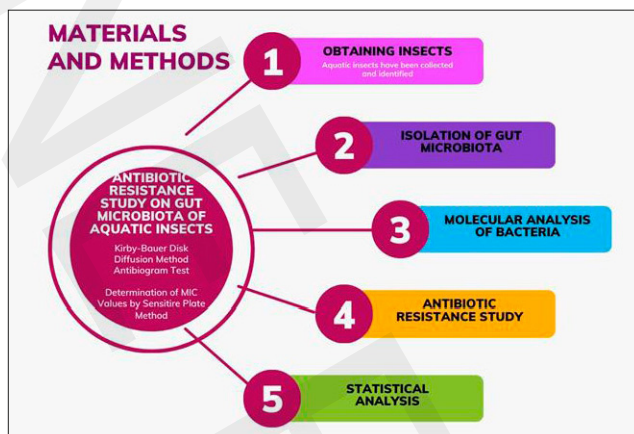 MATERIALS
AND METHODS
1
OBTAINING INSECTS
Aquatic insects have been collected
and identified
2
ISOLATION OF GUT
MICROBIOTA
ANTIBIOTIC
RESISTANCE
STUDY ON GUT
MICROBIOTA OF
AQUATIC INSECTS
Kirby-Bauer Disk
Diffusion Method
Antibiogram Test
Determination of MIC
Values by Sensitire Plate
Method
3
MOLECULAR ANALYSIS
OF BACTERIA
4
ANTIBIOTIC
RESISTANCE STUDY
5
STATISTICAL
ANALYSIS